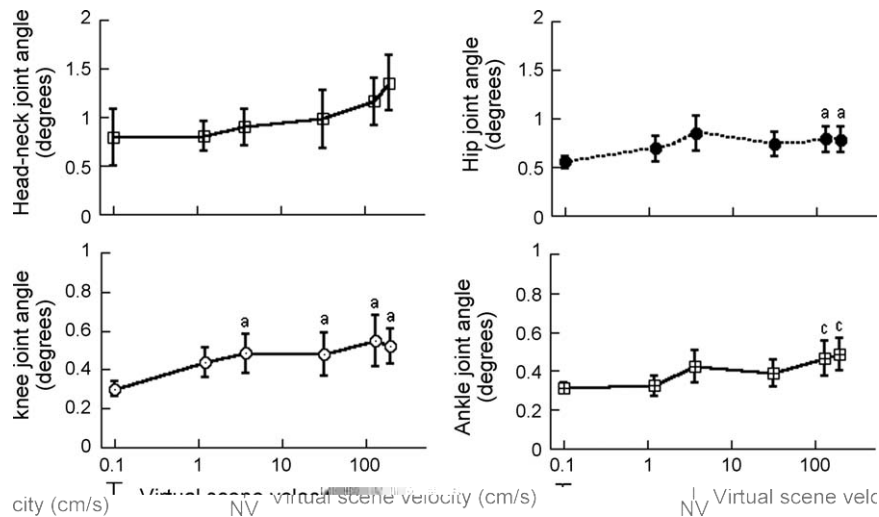 Head-neck joint angle
(degrees)
2
1.5
1
0.5
0
Hip joint angle
(degrees)
2
1.5
1
0.5
0
a a
knee joint angle
(degrees)
1
0.8
0.6
0.4
0.2
0
a a a a
0.1 1 10 100
Ankle joint angle
(degrees)
1
0.8
0.6
0.4
0.2
0
c c
0.1 1 10 100
city (cm/s)
NV
Virtual scene velocity (cm/s)
NV
Virtual scene velo